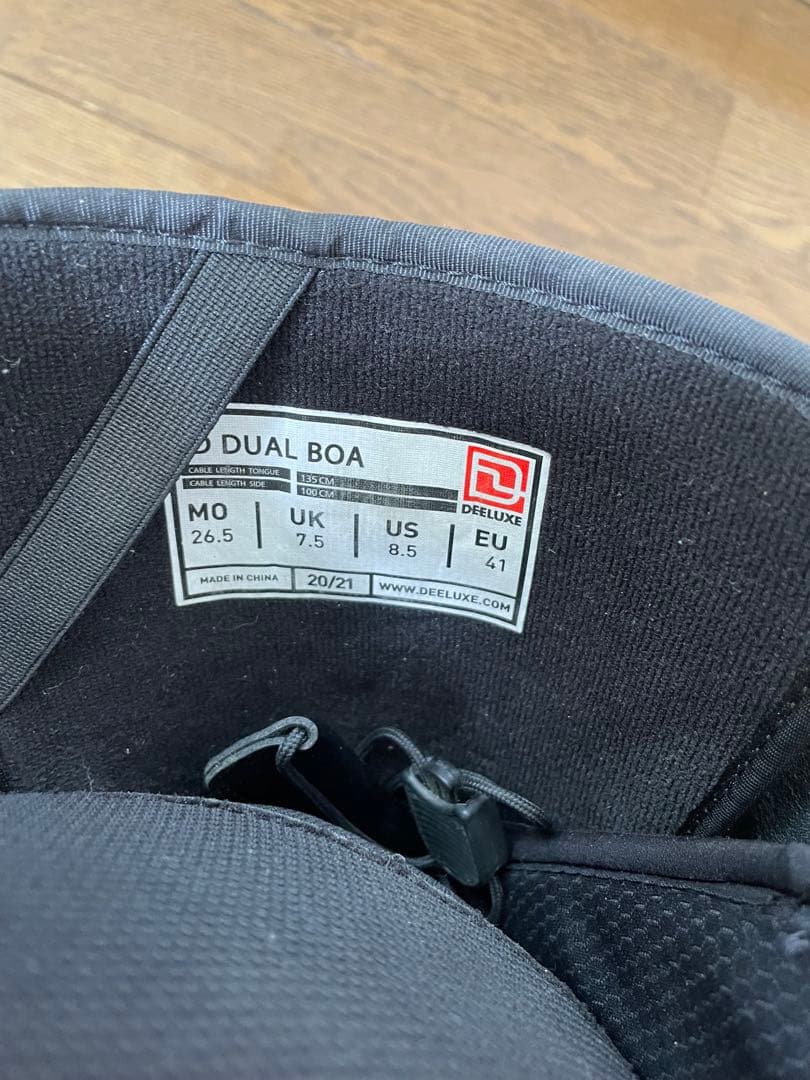 DUAL BOA
CABLE LENGTH TONGUE 135 CM
CABLE LENGTH SIDE 100 CM
DEELUXE
MO UK US EU
26.5 7.5 8.5 41
MADE IN CHINA 20/21 WWW.DEELUXE.COM